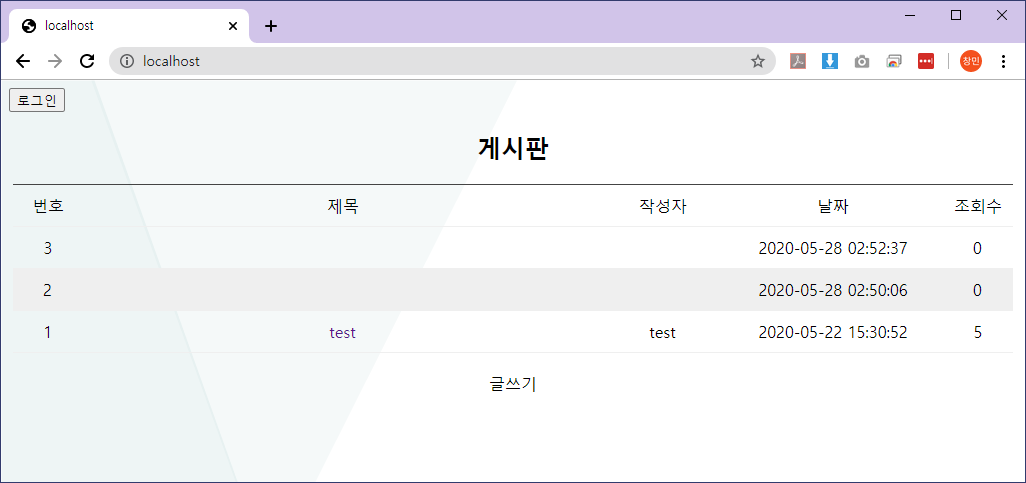 localhost
localhost
창민
로그인
게시판
번호 제목 작성자 날짜 조회수
3 2020-05-28 02:52:37 0
2 2020-05-28 02:50:06 0
1 test test 2020-05-22 15:30:52 5
글쓰기